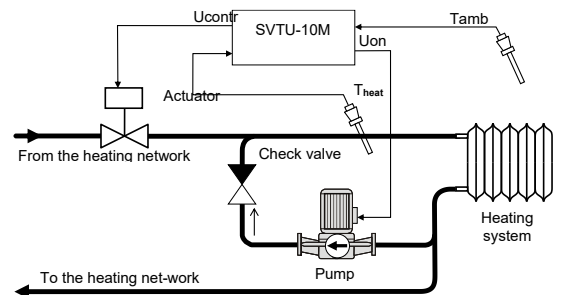 Ucontr
SVTU-10M
Tamb
Uon
Actuator
Theat
From the heating network
Check valve
Heating
system
Pump
To the heating net-work